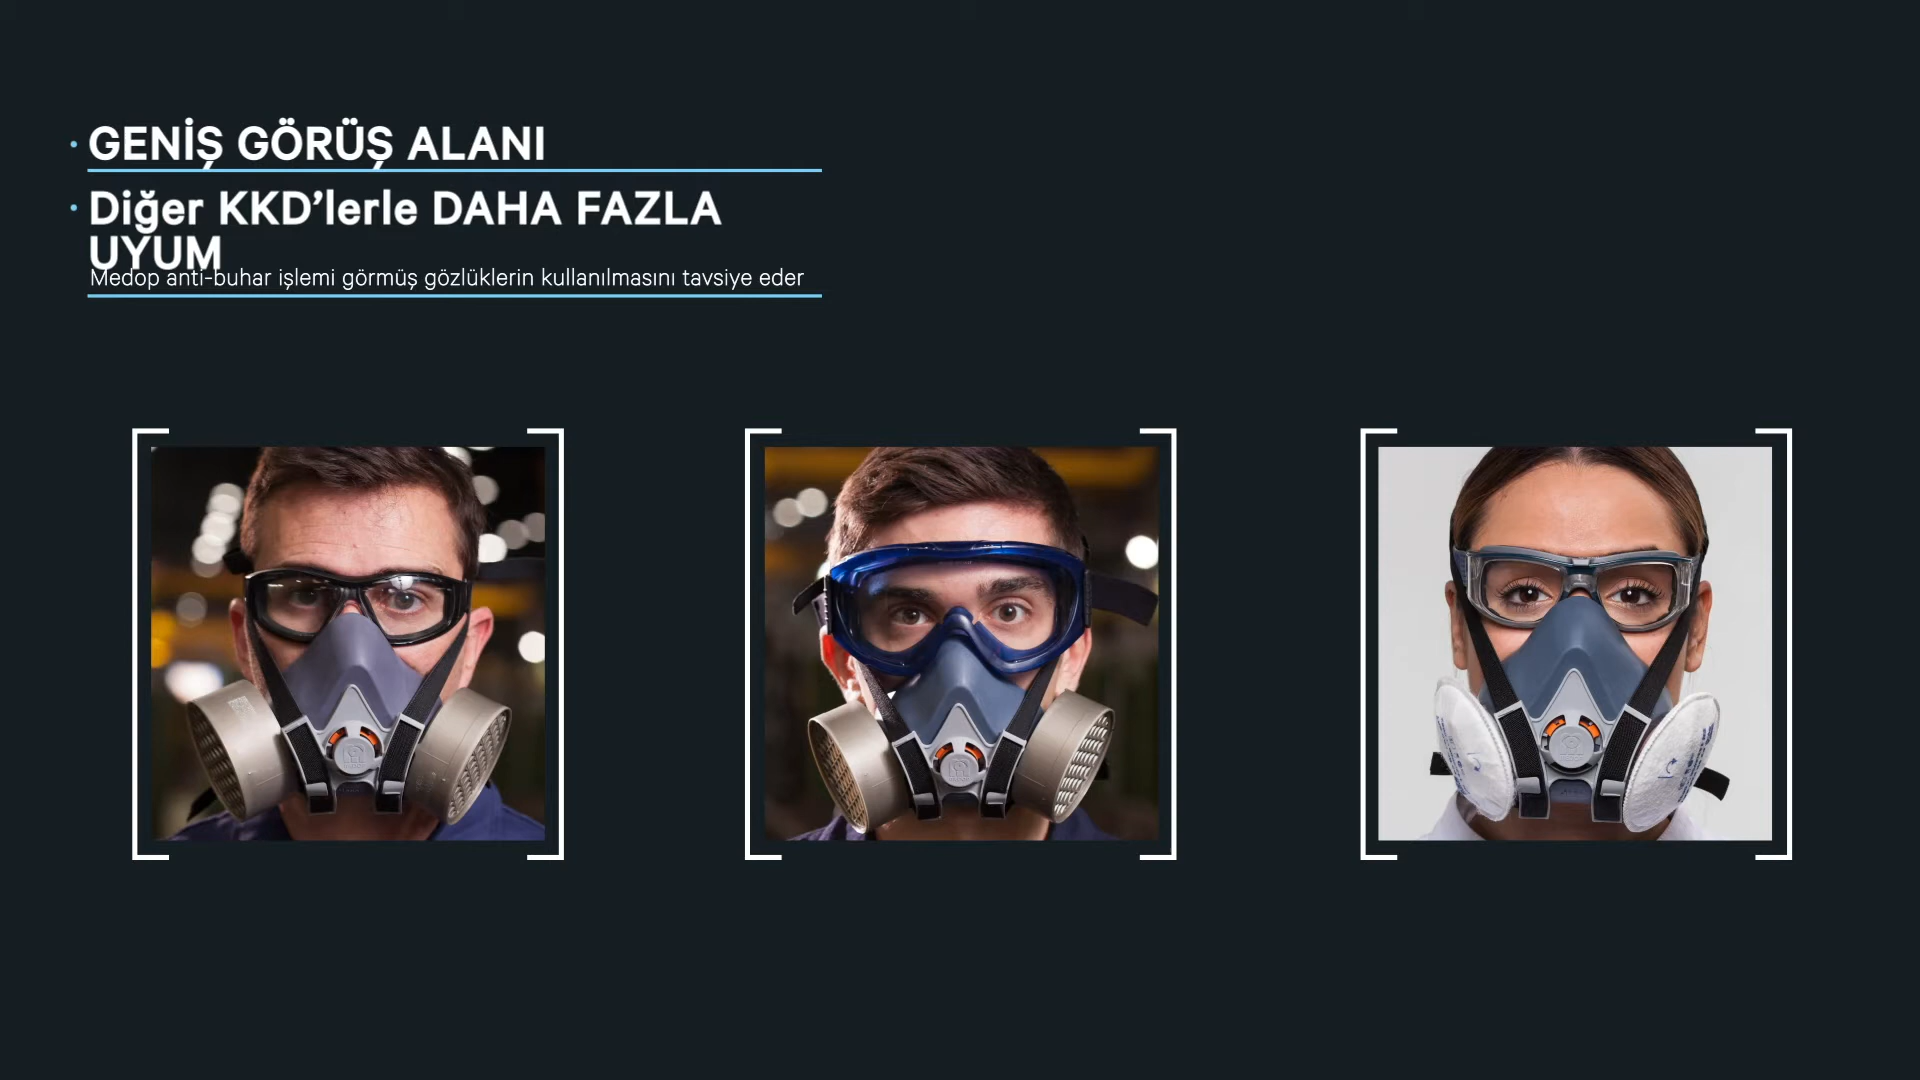 GENİŞ GÖRÜŞ ALANI
Diğer KKD’lerle DAHA FAZLA
UYUM
Medop anti-buhar işlemi görmüş gözlüklerin kullanılmasını tavsiye eder